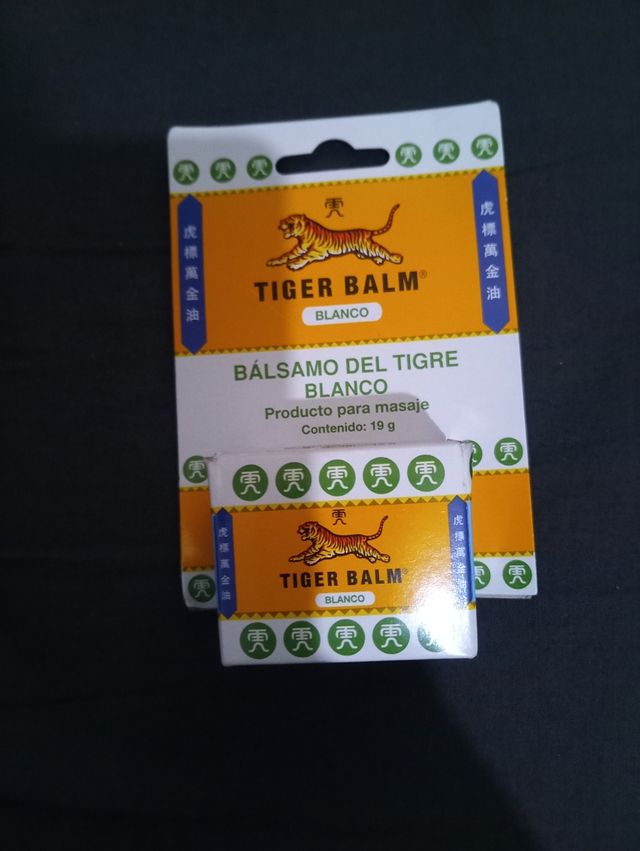 虎標萬金油
虎標萬金油
TIGER BALM®
BLANCO
BÁLSAMO DEL TIGRE
BLANCO
Producto para masaje
Contenido: 19 g
虎標萬金油
虎標萬金油
TIGER BALM®
BLANCO